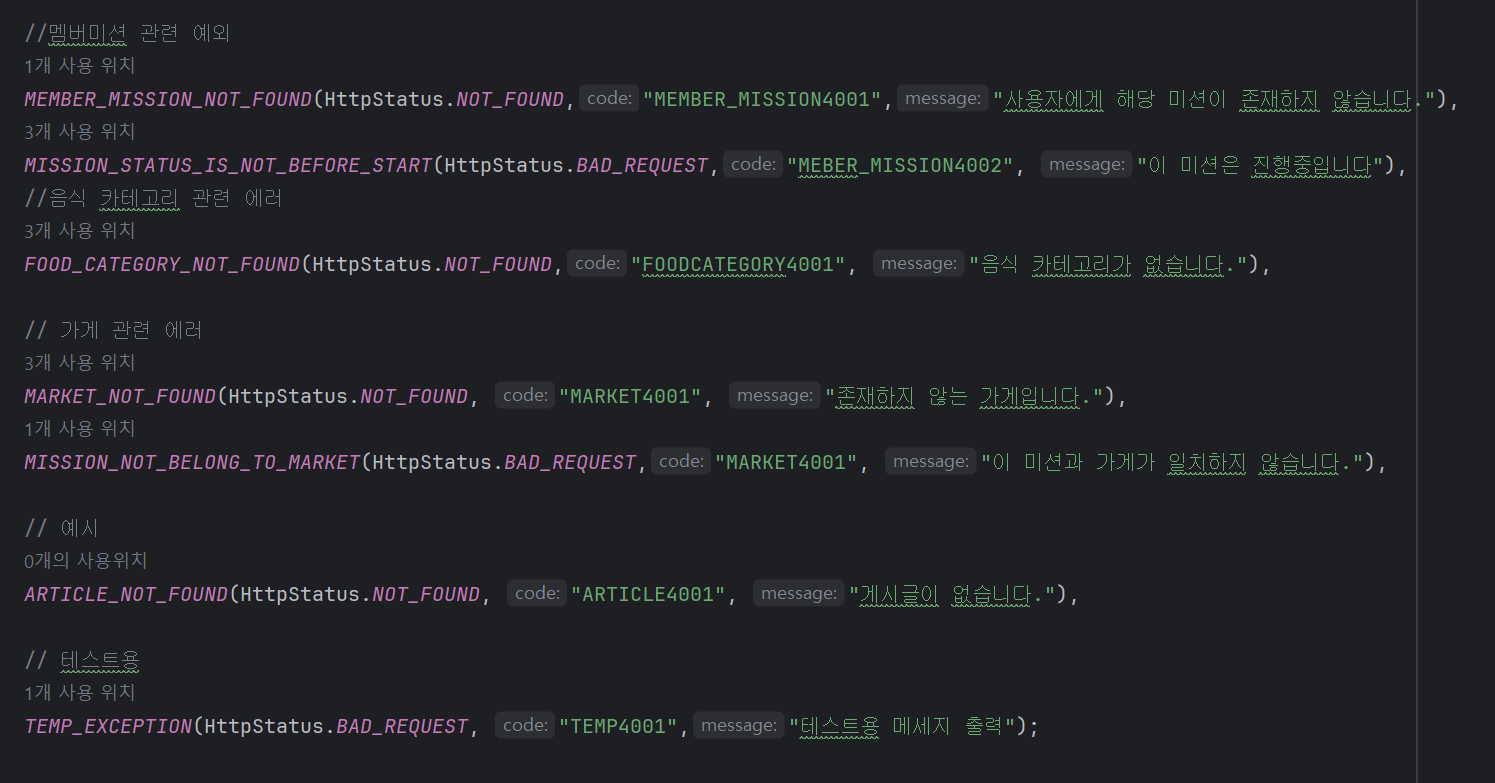 //멤버미션 관련 예외
1개 사용 위치
MEMBER_MISSION_NOT_FOUND(HttpStatus.NOT_FOUND, code: "MEMBER_MISSION4001", message: "사용자에게 해당 미션이 존재하지 않습니다."),
3개 사용 위치
MISSION_STATUS_IS_NOT_BEFORE_START(HttpStatus.BAD_REQUEST, code: "MEBER_MISSION4002", message: "이 미션은 진행중입니다"),
//음식 카테고리 관련 에러
3개 사용 위치
FOOD_CATEGORY_NOT_FOUND(HttpStatus.NOT_FOUND, code: "FOODCATEGORY4001", message: "음식 카테고리가 없습니다."),
// 가게 관련 에러
3개 사용 위치
MARKET_NOT_FOUND(HttpStatus.NOT_FOUND, code: "MARKET4001", message: "존재하지 않는 가게입니다."),
1개 사용 위치
MISSION_NOT_BELONG_TO_MARKET(HttpStatus.BAD_REQUEST, code: "MARKET4001", message: "이 미션과 가게가 일치하지 않습니다."),
// 예시
0개의 사용위치
ARTICLE_NOT_FOUND(HttpStatus.NOT_FOUND, code: "ARTICLE4001", message: "게시글이 없습니다."),
// 테스트용
1개 사용 위치
TEMP_EXCEPTION(HttpStatus.BAD_REQUEST, code: "TEMP4001", message: "테스트용 메세지 출력");